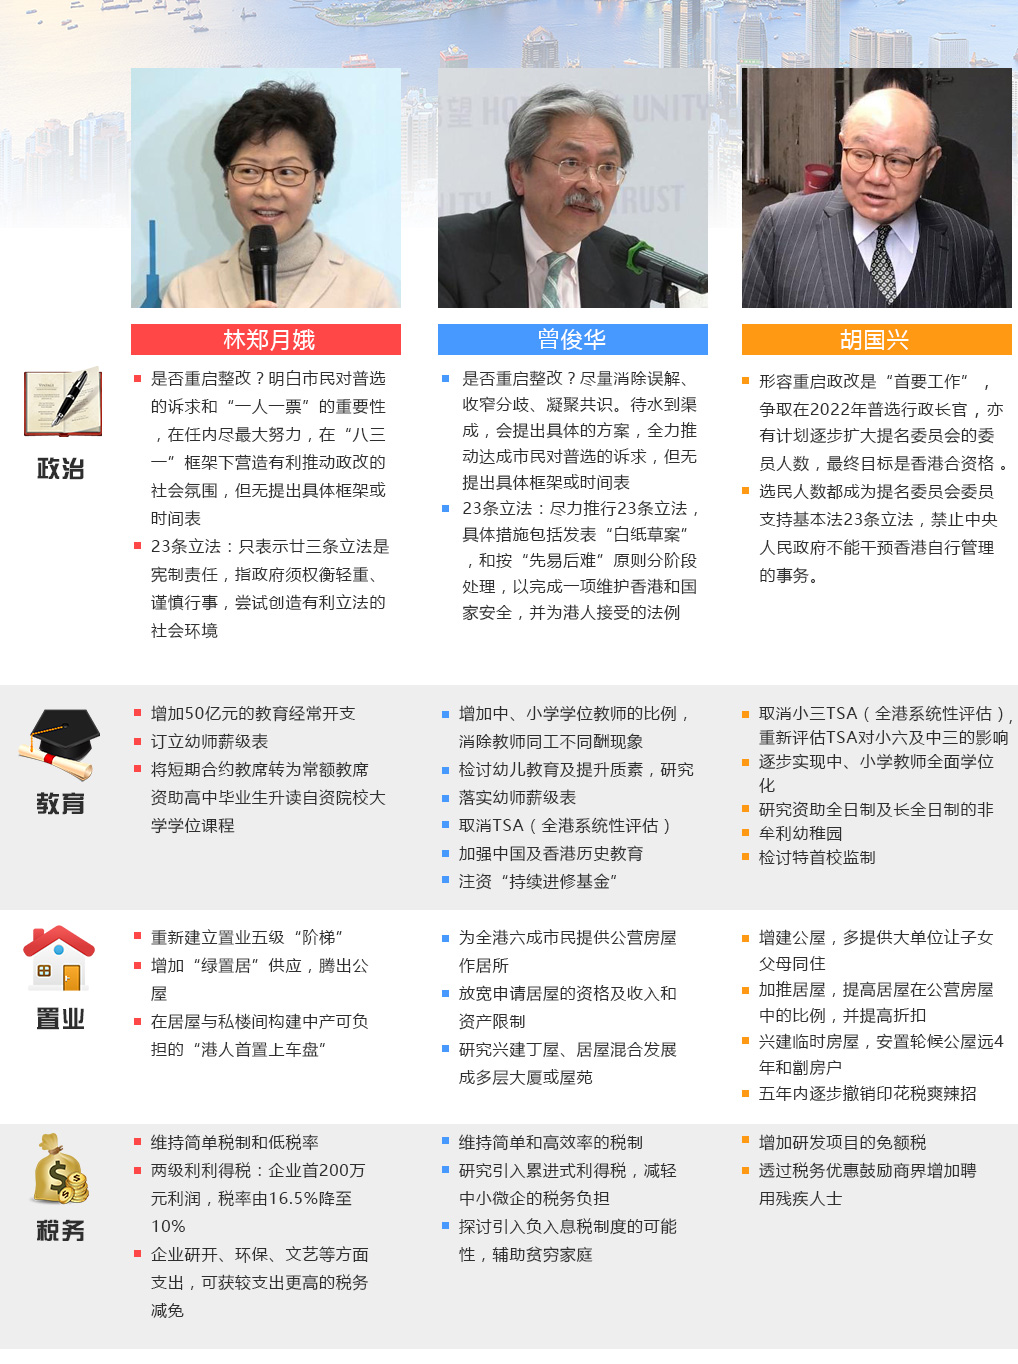 望 HO UNITY
UNITY TRUST
林郑月娥
曾俊华
胡国兴
政治
是否重启整改？明白市民对普选
的诉求和“一人一票”的重要性
，在任内尽最大努力，在“八三
一”框架下营造有利推动政改的
社会氛围，但无提出具体框架或
时间表
23条立法：只表示廿三条立法是
宪制责任，指政府须权衡轻重、
谨慎行事，尝试创造有利立法的
社会环境
是否重启整改？尽量消除误解、
收窄分歧、凝聚共识。待水到渠
成，会提出具体的方案，全力推
动达成市民对普选的诉求，但无
提出具体框架或时间表
23条立法：尽力推行23条立法，
具体措施包括发表“白纸草案”
，和按“先易后难”原则分阶段
处理，以完成一项维护香港和国
家安全，并为港人接受的法例
形容重启政改是“首要工作”，
争取在2022年普选行政长官，亦
有计划逐步扩大提名委员会的委
员人数，最终目标是香港合资格。
选民人数都成为提名委员会委员
支持基本法23条立法，禁止中央
人民政府不能干预香港自行管理
的事务。
教育
增加50亿元的教育经常开支
订立幼师薪级表
将短期合约教席转为常额教席
资助高中毕业生升读自资院校大
学学位课程
增加中、小学学位教师的比例，
消除教师同工不同酬现象
检讨幼儿教育及提升质素，研究
落实幼师薪级表
取消TSA（全港系统性评估）
加强中国及香港历史教育
注资“持续进修基金”
取消小三TSA（全港系统性评估），
重新评估TSA对小六及中三的影响
逐步实现中、小学教师全面学位
化
研究资助全日制及长全日制的非
牟利幼稚园
检讨特首校监制
置业
重新建立置业五级“阶梯”
增加“绿置居”供应，腾出公
屋
在居屋与私楼间构建中产可负
担的“港人首置上车盘”
为全港六成市民提供公营房屋
作居所
放宽申请居屋的资格及收入和
资产限制
研究兴建丁屋、居屋混合发展
成多层大厦或屋苑
增建公屋，多提供大单位让子女
父母同住
加推居屋，提高居屋在公营房屋
中的比例，并提高折扣
兴建临时房屋，安置轮候公屋远4
年和劏房户
五年内逐步撤销印花税爽辣招
税务
维持简单税制和低税率
两级利利得税：企业首200万
元利润，税率由16.5%降至
10%
企业研开、环保、文艺等方面
支出，可获较支出更高的税务
减免
维持简单和高效率的税制
研究引入累进式利得税，减轻
中小微企的税务负担
探讨引入负入息税制度的可能
性，辅助贫穷家庭
增加研发项目的免额税
透过税务优惠鼓励商界增加聘
用残疾人士